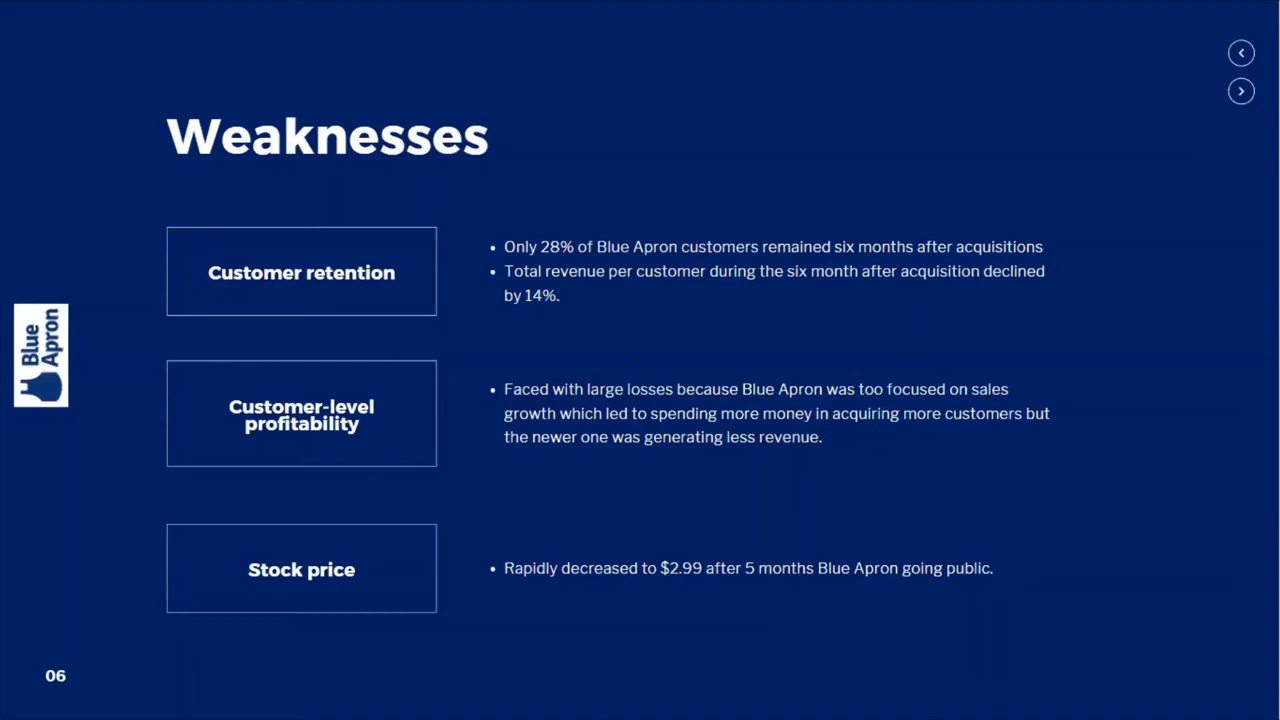 Weaknesses
Customer retention
• Only 28% of Blue Apron customers remained six months after acquisitions
• Total revenue per customer during the six month after acquisition declined
by 14%.
Blue
Apron
Customer-level
profitability
• Faced with large losses because Blue Apron was too focused on sales
growth which led to spending more money in acquiring more customers but
the newer one was generating less revenue.
Stock price
• Rapidly decreased to $2.99 after 5 months Blue Apron going public.
06